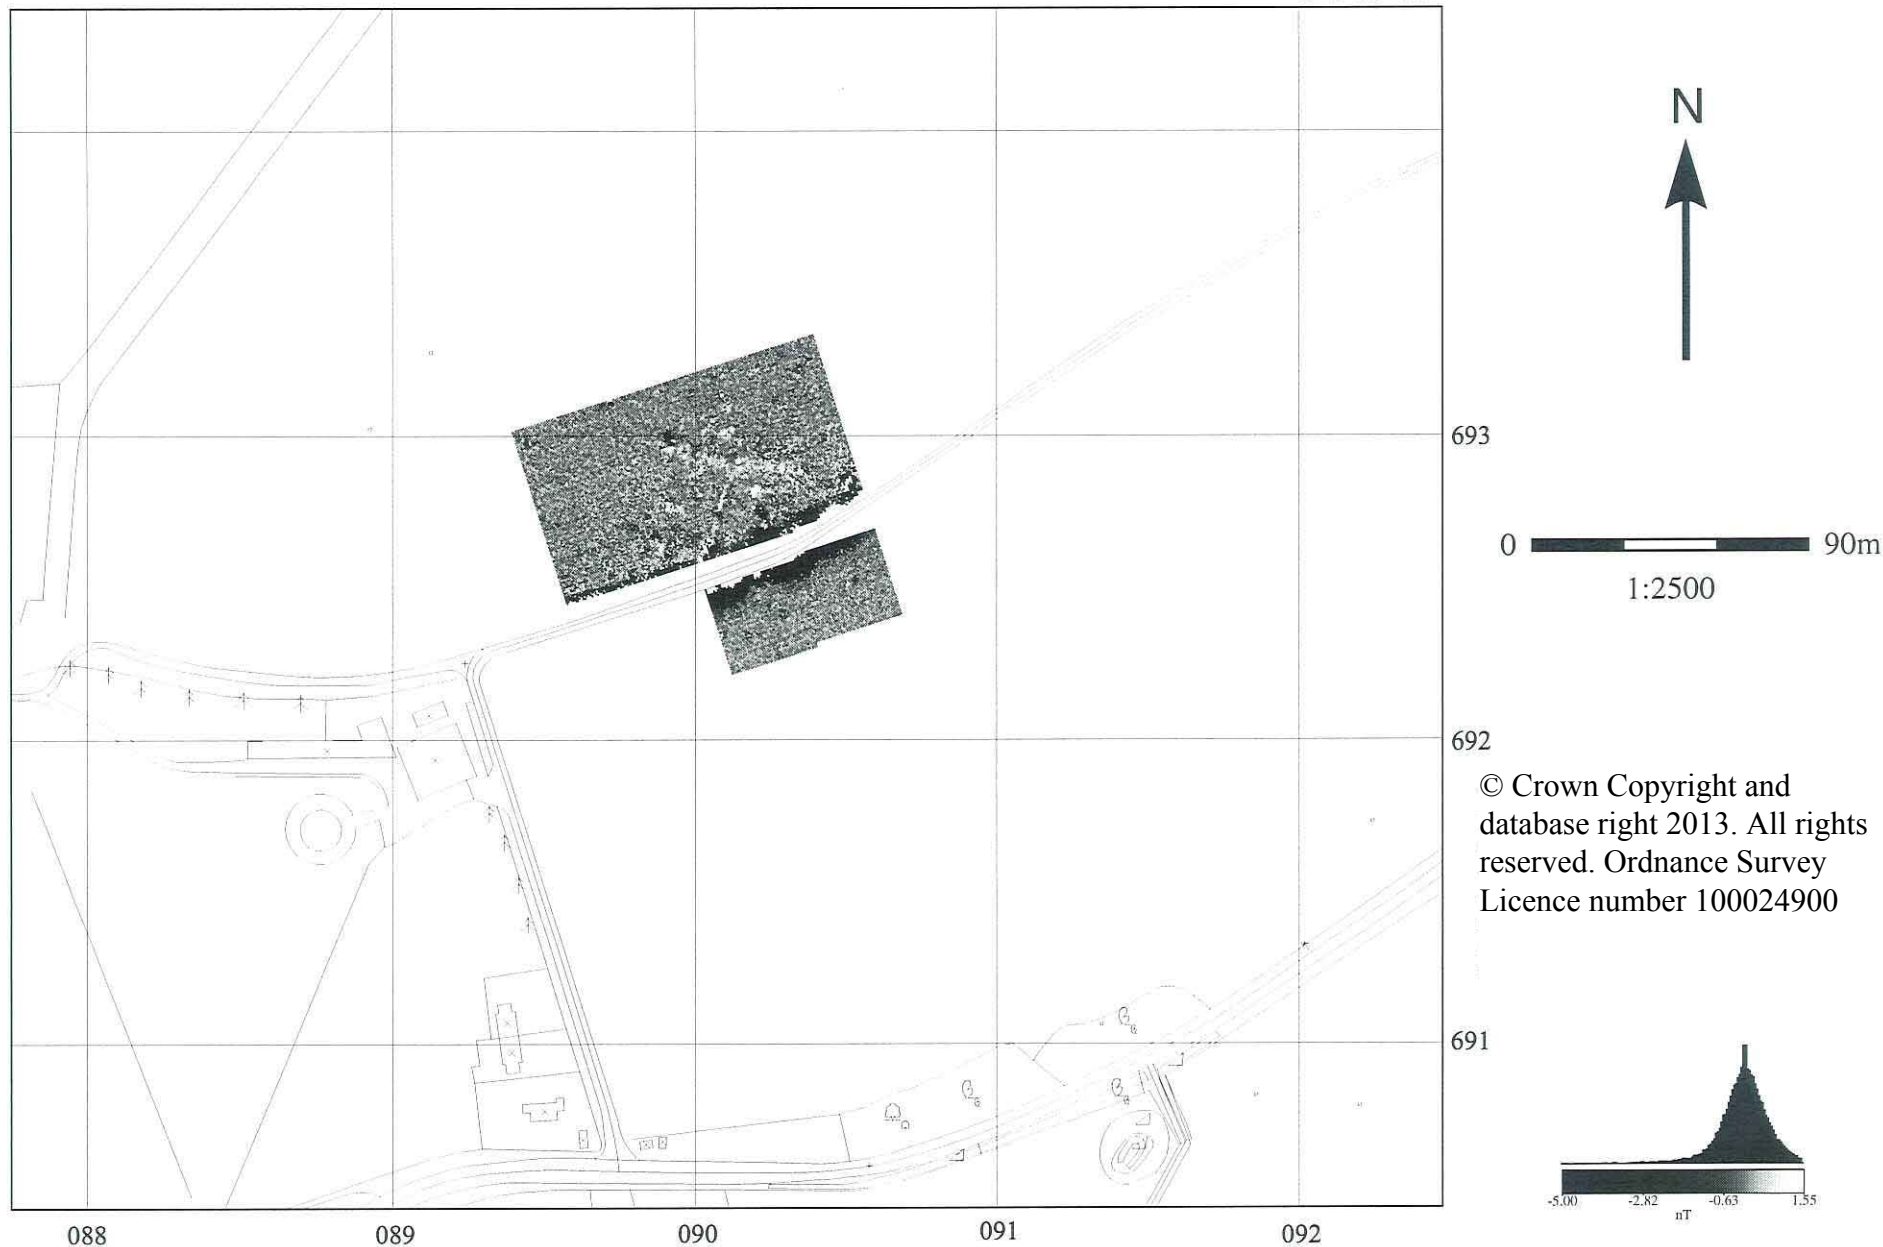 N
693
0 90m
1:2500
692
© Crown Copyright and
database right 2013. All rights
reserved. Ordnance Survey
Licence number 100024900
691
-5.00 -2.82 -0.63 1.55
nT
088 089 090 091 092